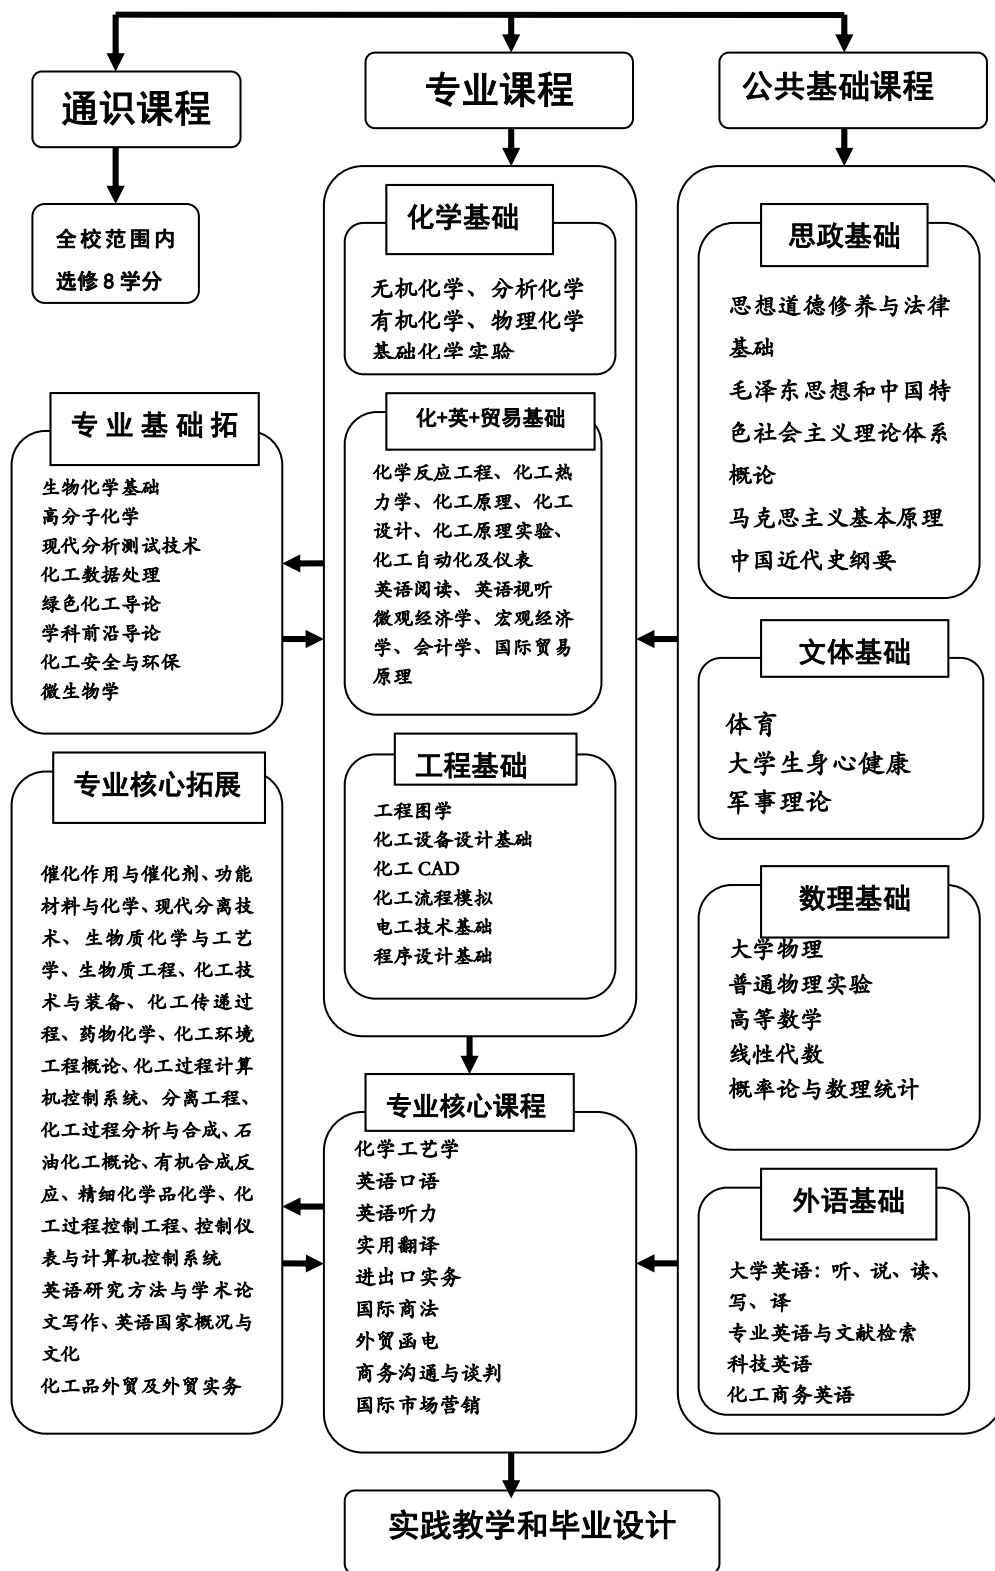 通识课程
专业课程
公共基础课程
全校范围内
选修 8 学分
化学基础
无机化学、分析化学
有机化学、物理化学
基础化学实验
思政基础
思想道德修养与法律
基础
毛泽东思想和中国特
色社会主义理论体系
概论
马克思主义基本原理
中国近代史纲要
专业基础拓
生物化学基础
高分子化学
现代分析测试技术
化工数据处理
绿色化工导论
学科前沿导论
化工安全与环保
微生物学
化+英+贸易基础
化学反应工程、化工热
力学、化工原理、化工
设计、化工原理实验、
化工自动化及仪表
英语阅读、英语视听
微观经济学、宏观经济
学、会计学、国际贸易
原理
文体基础
体育
大学生身心健康
军事理论
工程基础
工程图学
化工设备设计基础
化工 CAD
化工流程模拟
电工技术基础
程序设计基础
专业核心拓展
催化作用与催化剂、功能
材料与化学、现代分离技
术、生物质化学与工艺
学、生物质工程、化工技
术与装备、化工传递过
程、药物化学、化工环境
工程概论、化工过程计算
机控制系统、分离工程、
化工过程分析与合成、石
油化工概论、有机合成反
应、精细化学品化学、化
工过程控制工程、控制仪
表与计算机控制系统
英语研究方法与学术论
文写作、英语国家概况与
文化
化工品外贸及外贸实务
数理基础
大学物理
普通物理实验
高等数学
线性代数
概率论与数理统计
专业核心课程
化学工艺学
英语口语
英语听力
实用翻译
进出口实务
国际商法
外贸函电
商务沟通与谈判
国际市场营销
外语基础
大学英语：听、说、读、
写、译
专业英语与文献检索
科技英语
化工商务英语
实践教学和毕业设计